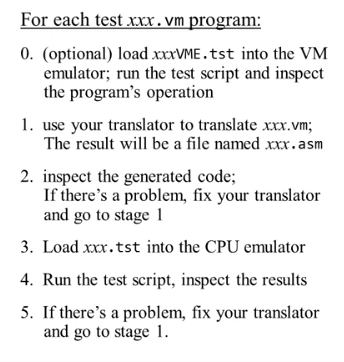 For each test xxx.vm program:
0. (optional) load xxxVME.tst into the VM
emulator; run the test script and inspect
the program's operation
1. use your translator to translate xxx.vm;
The result will be a file named xxx.asm
2. inspect the generated code;
If there's a problem, fix your translator
and go to stage 1
3. Load xxx.tst into the CPU emulator
4. Run the test script, inspect the results
5. If there's a problem, fix your translator
and go to stage 1.